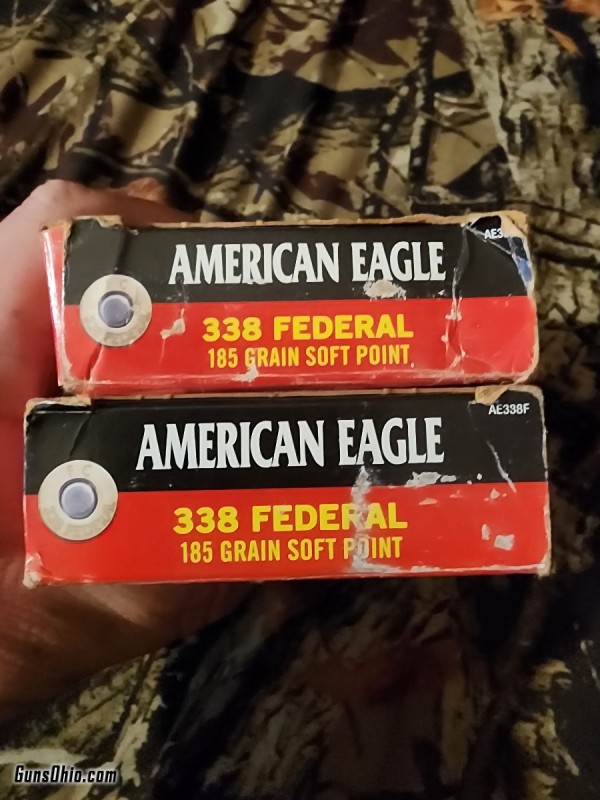 AMERICAN EAGLE
338 FEDERAL
185 GRAIN SOFT POINT
AMERICAN EAGLE
AE338F
338 FEDERAL
185 GRAIN SOFT POINT
GunsOhio.com